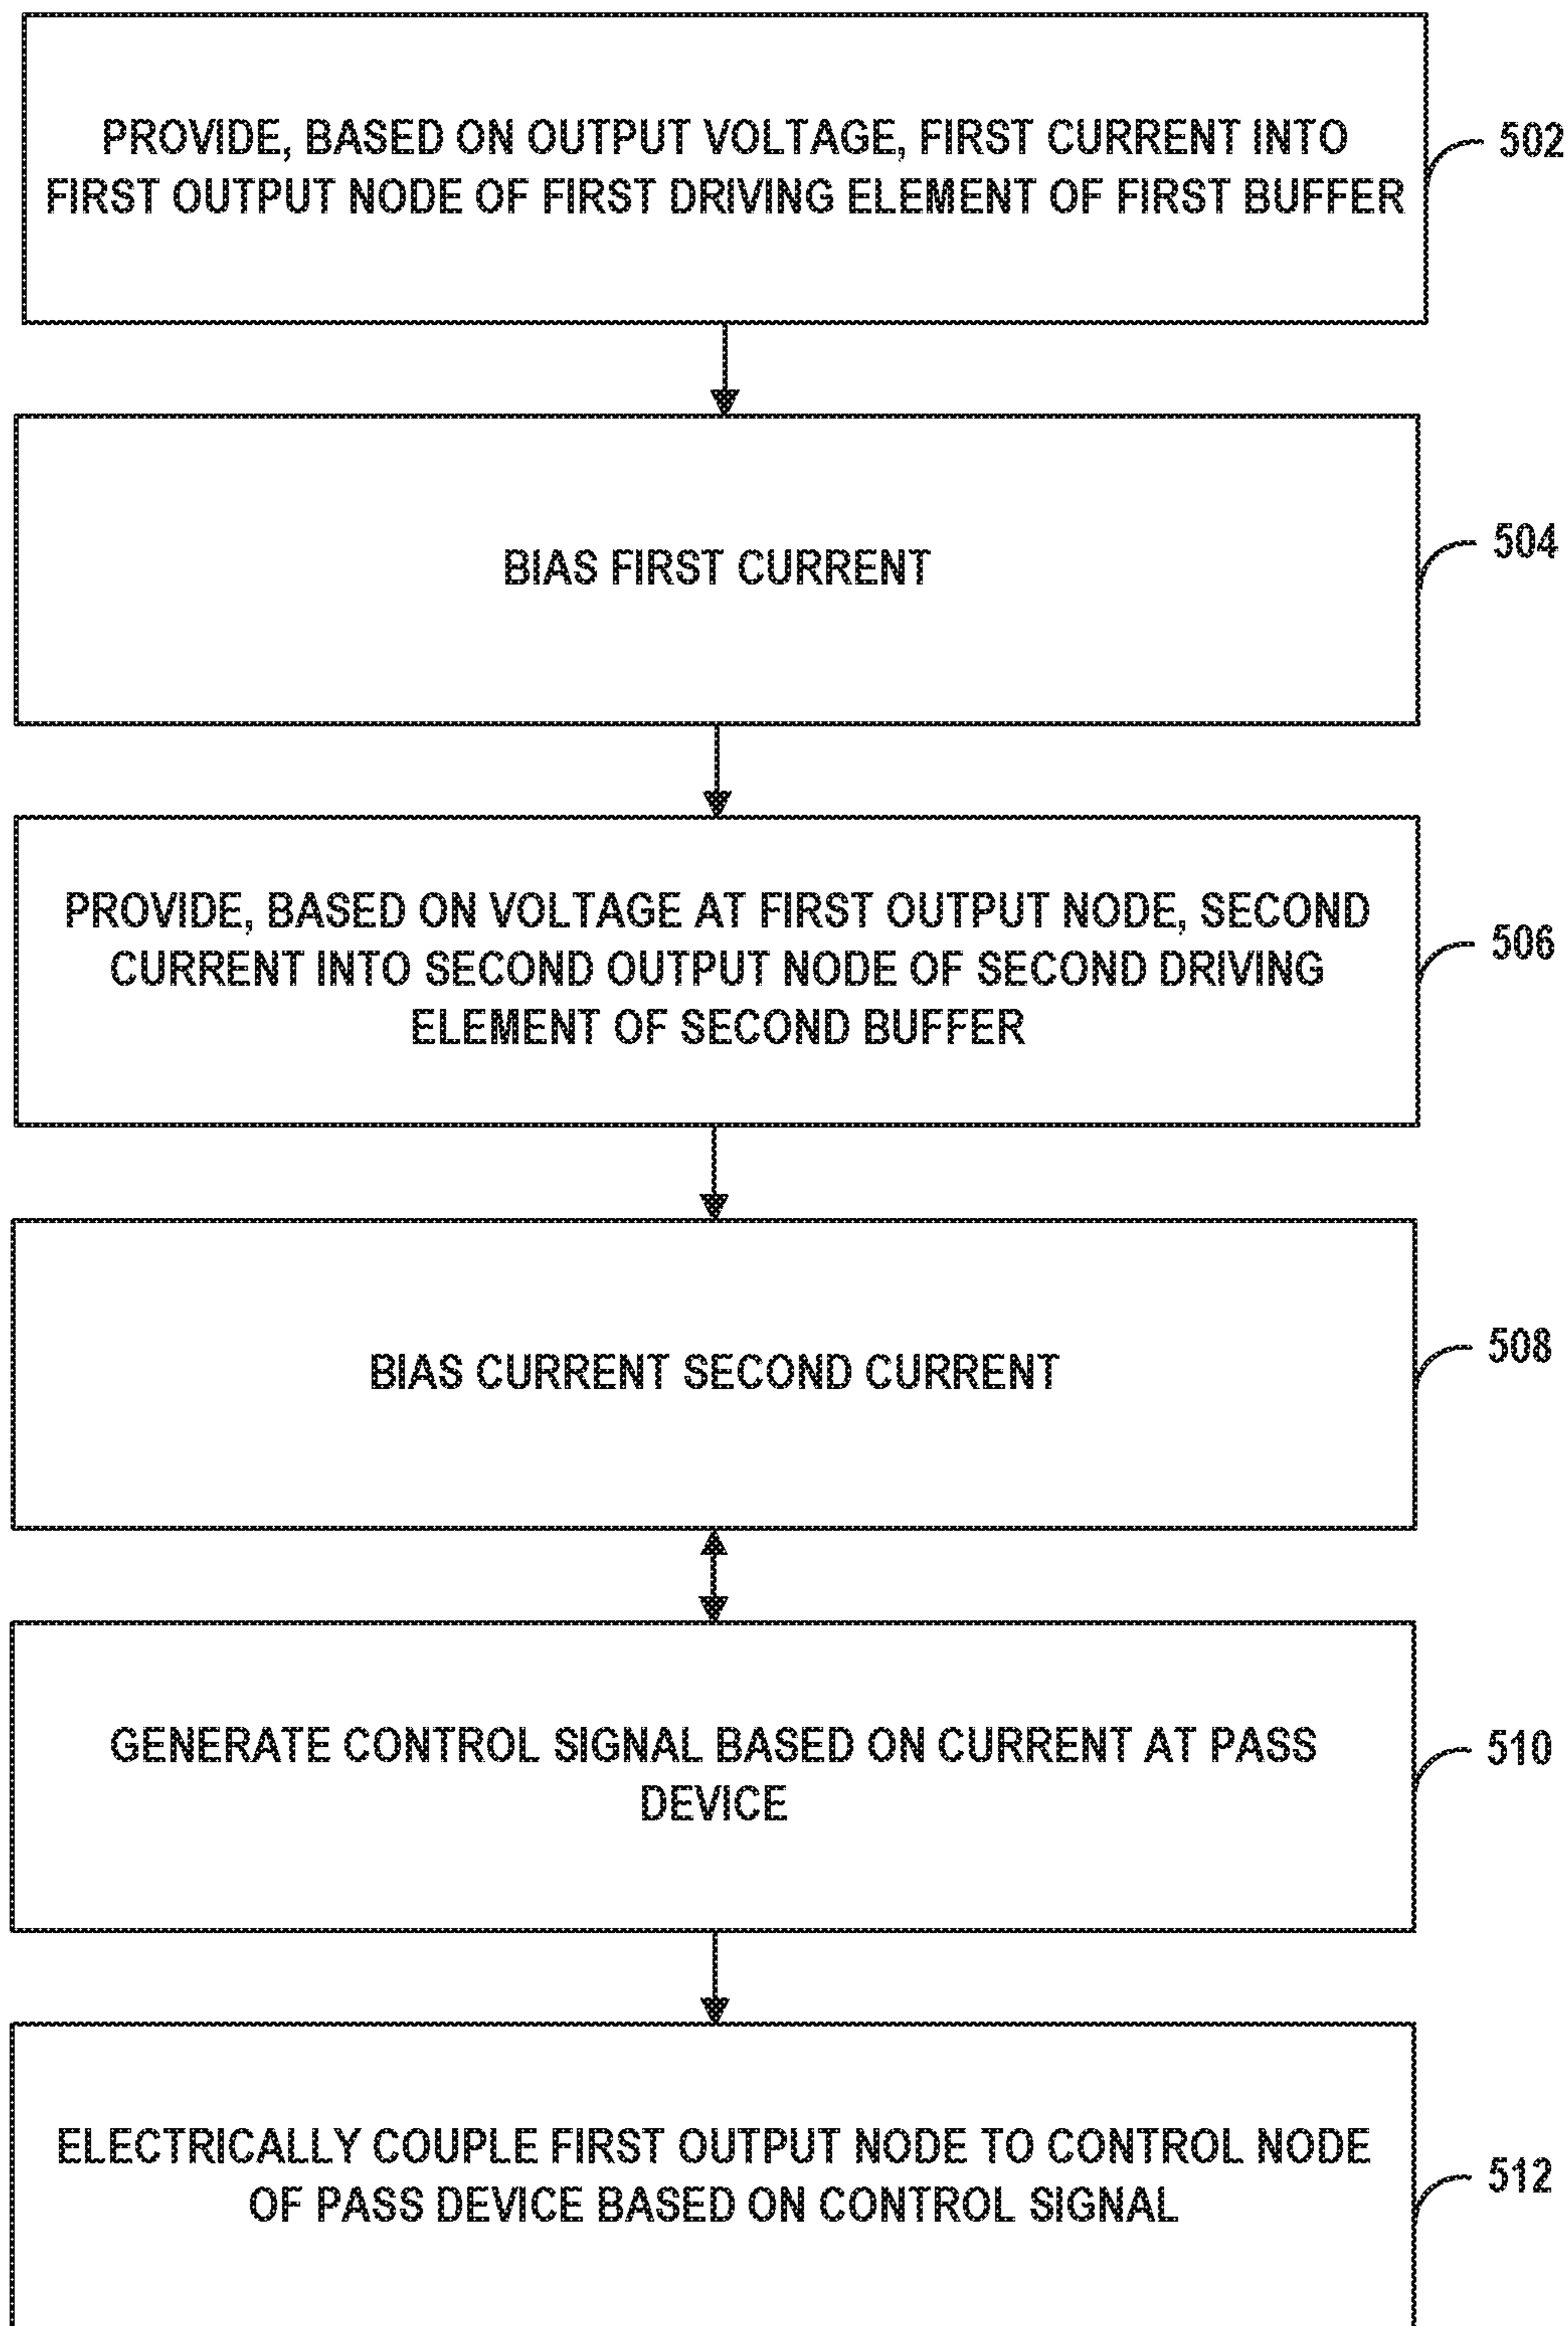 PROVIDE, BASED ON OUTPUT VOLTAGE, FIRST CURRENT INTO
FIRST OUTPUT NODE OF FIRST DRIVING ELEMENT OF FIRST BUFFER
502
BIAS FIRST CURRENT
504
PROVIDE, BASED ON VOLTAGE AT FIRST OUTPUT NODE, SECOND
CURRENT INTO SECOND OUTPUT NODE OF SECOND DRIVING
ELEMENT OF SECOND BUFFER
506
BIAS CURRENT SECOND CURRENT
508
GENERATE CONTROL SIGNAL BASED ON CURRENT AT PASS
DEVICE
510
ELECTRICALLY COUPLE FIRST OUTPUT NODE TO CONTROL NODE
OF PASS DEVICE BASED ON CONTROL SIGNAL
512